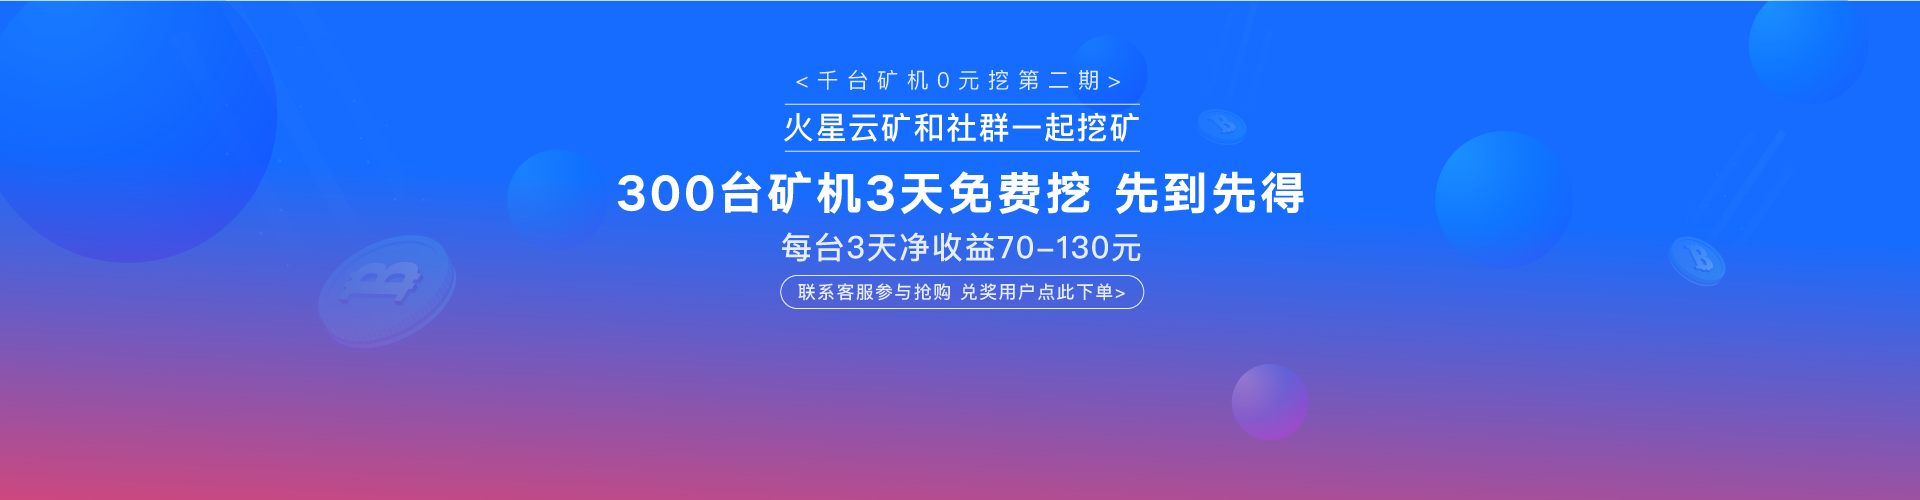 <千台矿机0元挖第二期>
火星云矿和社群一起挖矿
300台矿机3天免费挖 先到先得
每台3天净收益70-130元
联系客服参与抢购 兑奖用户点此下单>